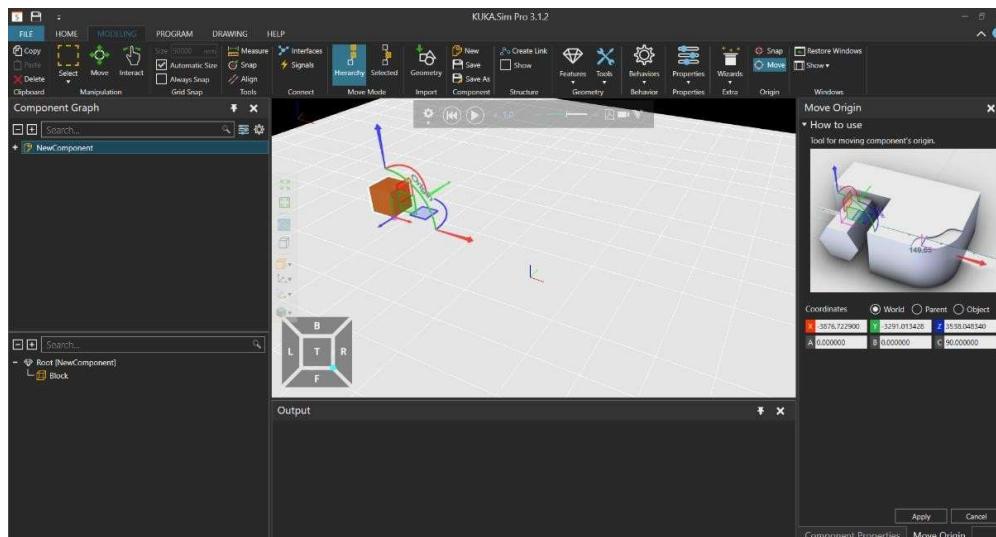 KUKA.Sim Pro 3.1.2
FILE HOME MODELING PROGRAM DRAWING HELP
Copy
Paste
Delete
Clipboard
Select
Move
Interact
Manipulation
Size 50000 mm
Automatic Size
Always Snap
Grid Snap
Measure
Snap
Align
Tools
Interfaces
Signals
Connect
Hierarchy
Selected
Move Mode
Geometry
Import
New
Save
Save As
Component
Create Link
Show
Structure
Features
Tools
Geometry
Behaviors
Behavior
Properties
Properties
Wizards
Extra
Snap
Move
Origin
Restore Windows
Show
Windows
Component Graph
Search...
NewComponent
Search...
Root [NewComponent]
Block
1.0
B
L T R
F
Output
Move Origin
How to use
Tool for moving component's origin.
Coordinates World Parent Object
X -3876.722900 Y -3291.013428 Z 3538.048340
A 0.000000 B 0.000000 C 90.000000
Apply Cancel
Component Properties Move Origin